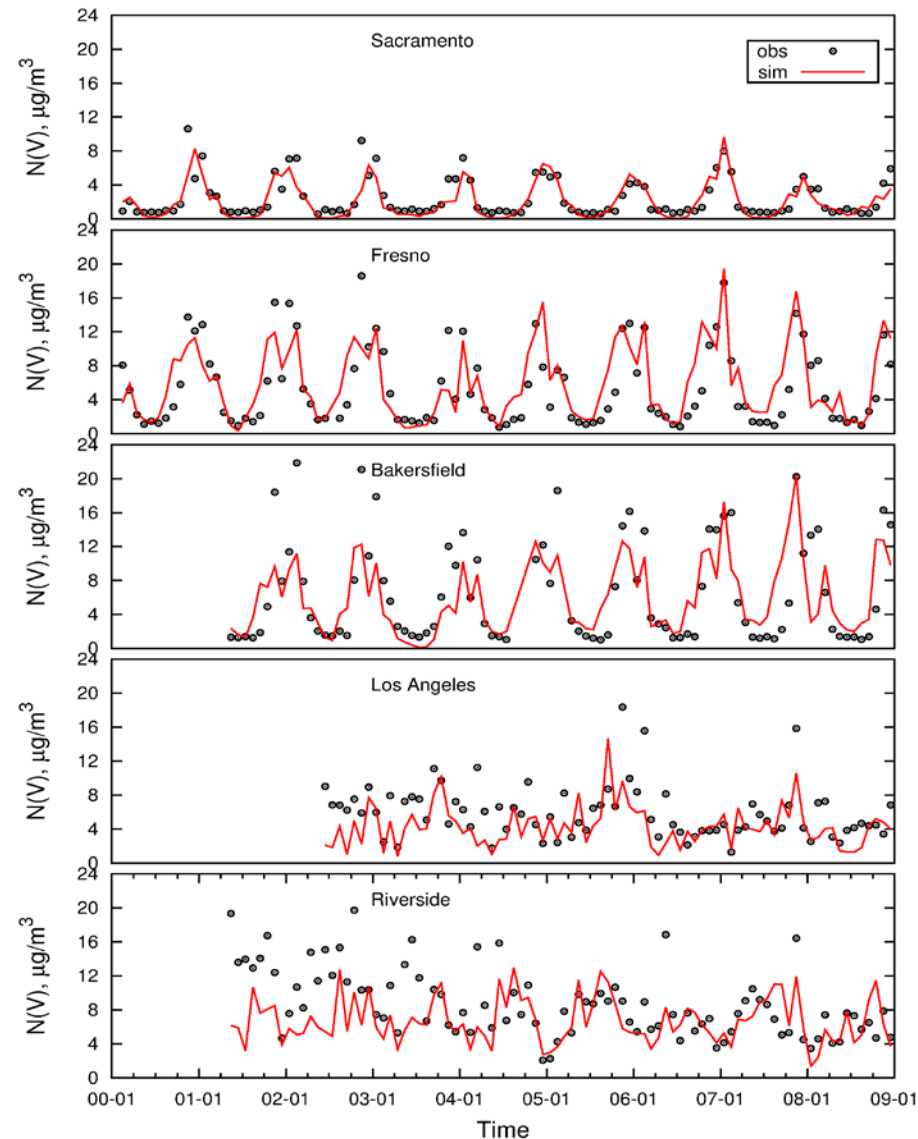 24
20
16
12
8
4
0
N(V), μg/m³
Sacramento
obs
sim
24
20
16
12
8
4
0
N(V), μg/m³
Fresno
24
20
16
12
8
4
0
N(V), μg/m³
Bakersfield
24
20
16
12
8
4
0
N(V), μg/m³
Los Angeles
24
20
16
12
8
4
0
N(V), μg/m³
Riverside
00-01 01-01 02-01 03-01 04-01 05-01 06-01 07-01 08-01 09-01
Time